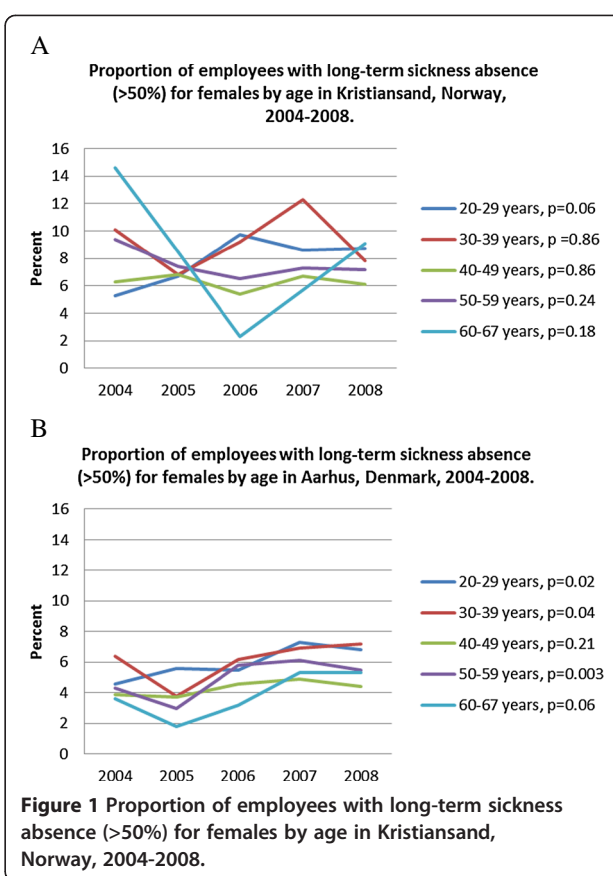 A
Proportion of employees with long-term sickness absence
(>50%) for females by age in Kristiansand, Norway,
2004-2008.
16
14
12
10
8
6
4
2
0
Percent
2004 2005 2006 2007 2008
20-29 years, p=0.06
30-39 years, p =0.86
40-49 years, p=0.86
50-59 years, p=0.24
60-67 years, p=0.18
B
Proportion of employees with long-term sickness absence
(>50%) for females by age in Aarhus, Denmark, 2004-2008.
16
14
12
10
8
6
4
2
0
Percent
2004 2005 2006 2007 2008
20-29 years, p=0.02
30-39 years, p=0.04
40-49 years, p=0.21
50-59 years, p=0.003
60-67 years, p=0.06
Figure 1 Proportion of employees with long-term sickness
absence (>50%) for females by age in Kristiansand,
Norway, 2004-2008.